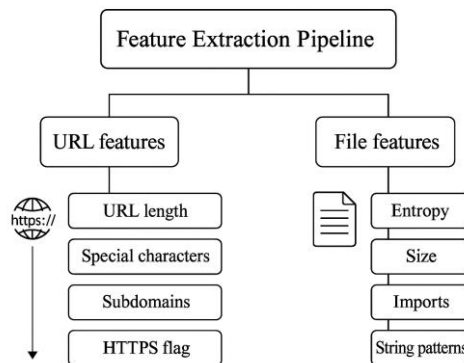 Feature Extraction Pipeline
URL features
File features
https://
URL length
Special characters
Subdomains
HTTPS flag
Entropy
Size
Imports
String patterns